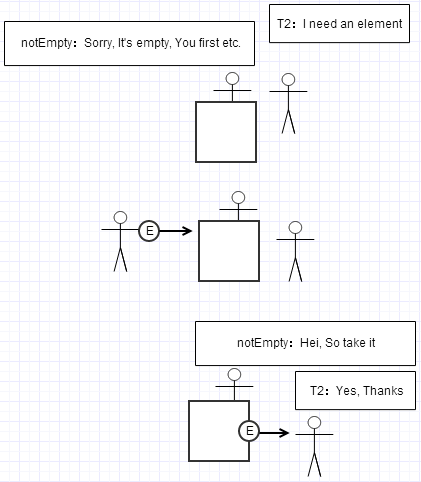 T2：I need an element
notEmpty：Sorry, It's empty, You first etc.
E
notEmpty：Hei, So take it
T2：Yes, Thanks
E